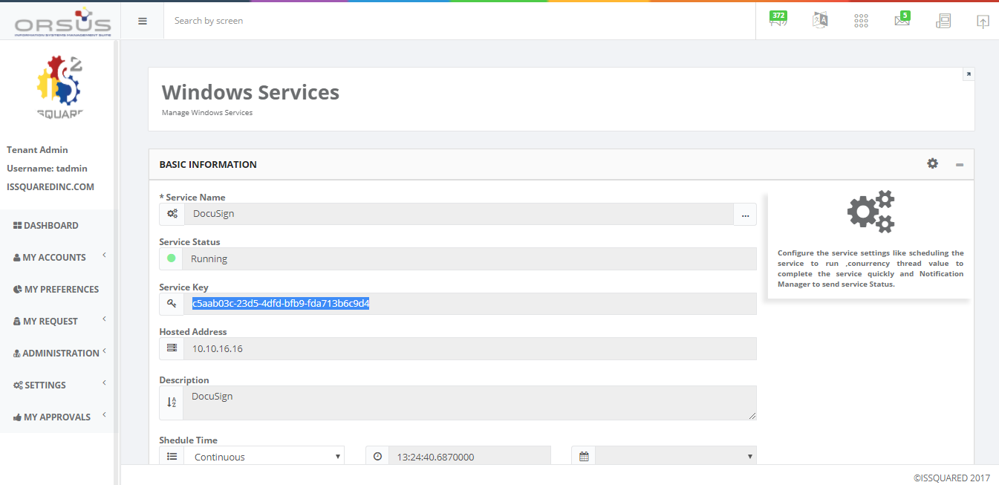 ORSUS
INFORMATION SYSTEMS MANAGEMENT SUITE
Search by screen
372
A
5
2
SQUAR
Tenant Admin
Username: tadmin
ISSQUAREDINC.COM
DASHBOARD
MY ACCOUNTS
MY PREFERENCES
MY REQUEST
ADMINISTRATION
SETTINGS
MY APPROVALS
Windows Services
Manage Windows Services
BASIC INFORMATION
* Service Name
DocuSign
...
Service Status
Running
Service Key
c5aab03c-23d5-4dfd-bfb9-fda713b6c9d4
Hosted Address
10.10.16.16
Description
DocuSign
Shedule Time
Continuous
13:24:40.6870000
Configure the service settings like scheduling the
service to run ,conurrency thread value to
complete the service quickly and Notification
Manager to send service Status.
©ISSQUARED 2017